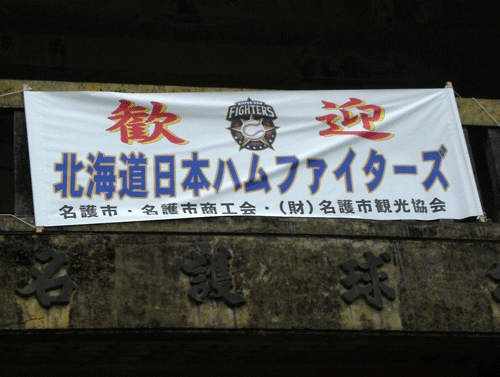 歓 迎
FIGHTERS
北海道日本ハムファイターズ
名護市・名護市商工会・(財)名護市観光協会
名護球